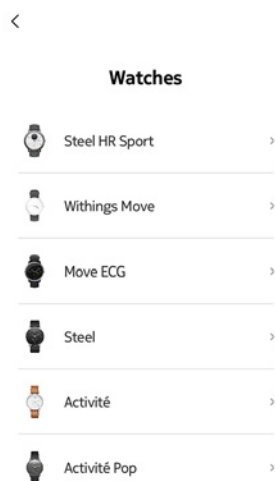 Watches
Steel HR Sport
Withings Move
Move ECG
Steel
Activité
Activité Pop